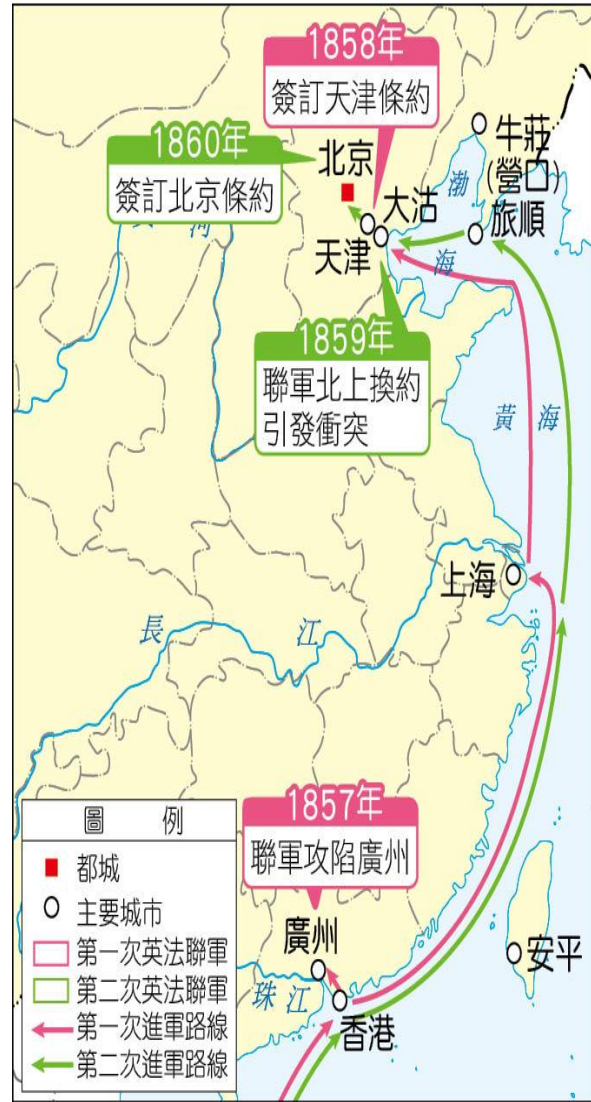 1858年
簽訂天津條約
1860年
簽訂北京條約
北京
牛莊
(營口)
渤
海
大沽
天津
旅順
河
1859年
聯軍北上換約
引發衝突
黃海
上海
長江
1857年
聯軍攻陷廣州
廣州
珠江
香港
安平
圖例
都城
主要城市
第一次英法聯軍
第二次英法聯軍
第一次進軍路線
第二次進軍路線